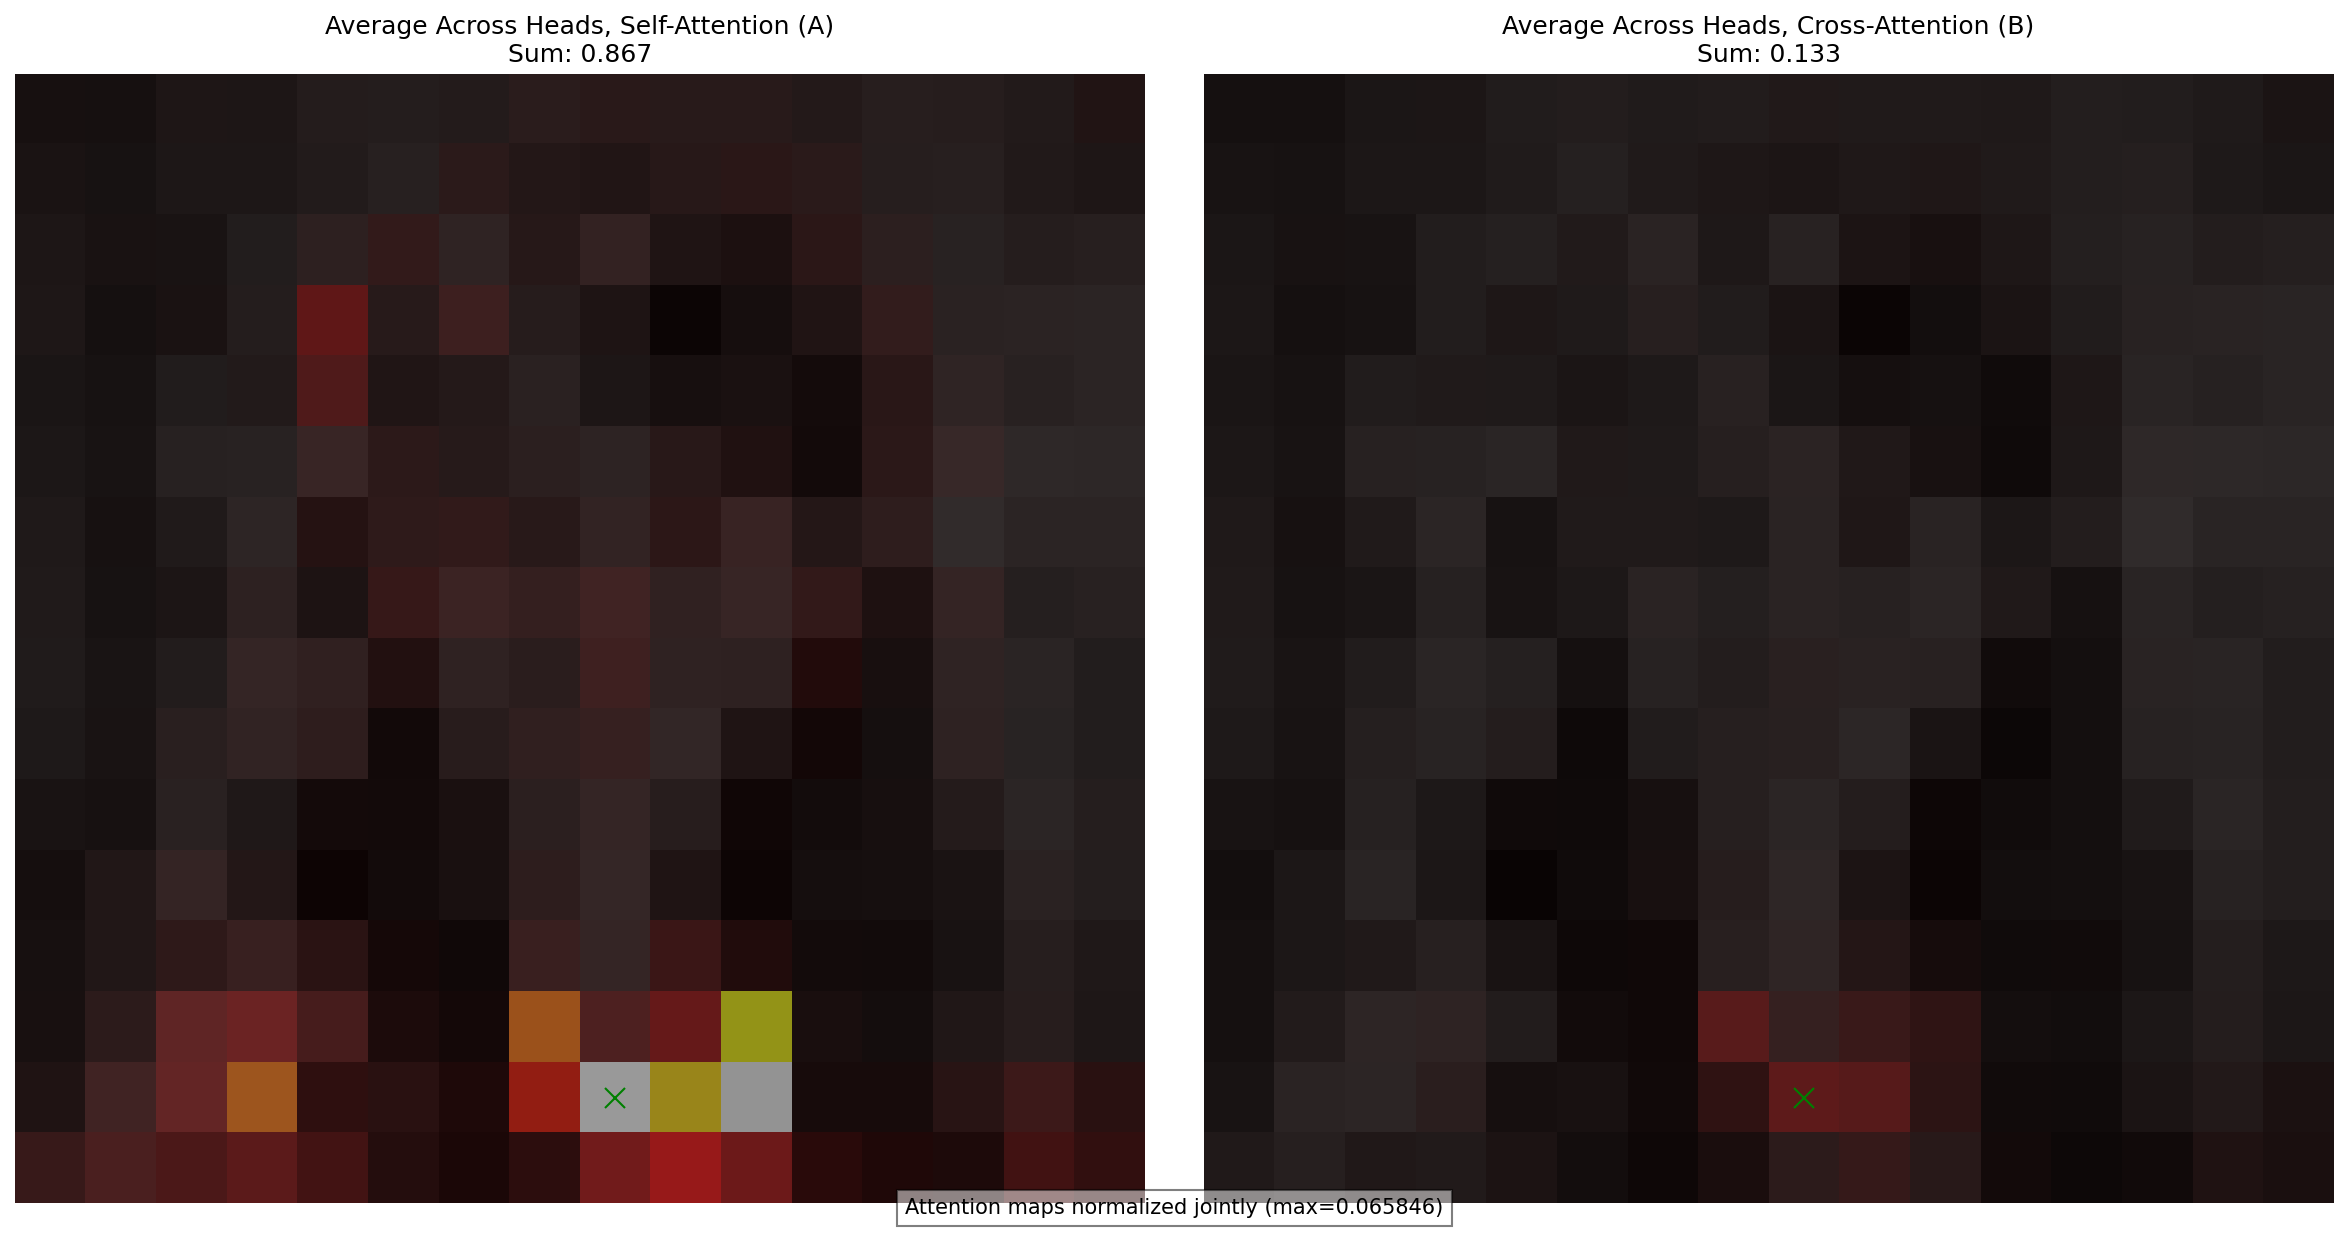 Average Across Heads, Self-Attention (A)
Sum: 0.867
Average Across Heads, Cross-Attention (B)
Sum: 0.133
Attention maps normalized jointly (max=0.065846)